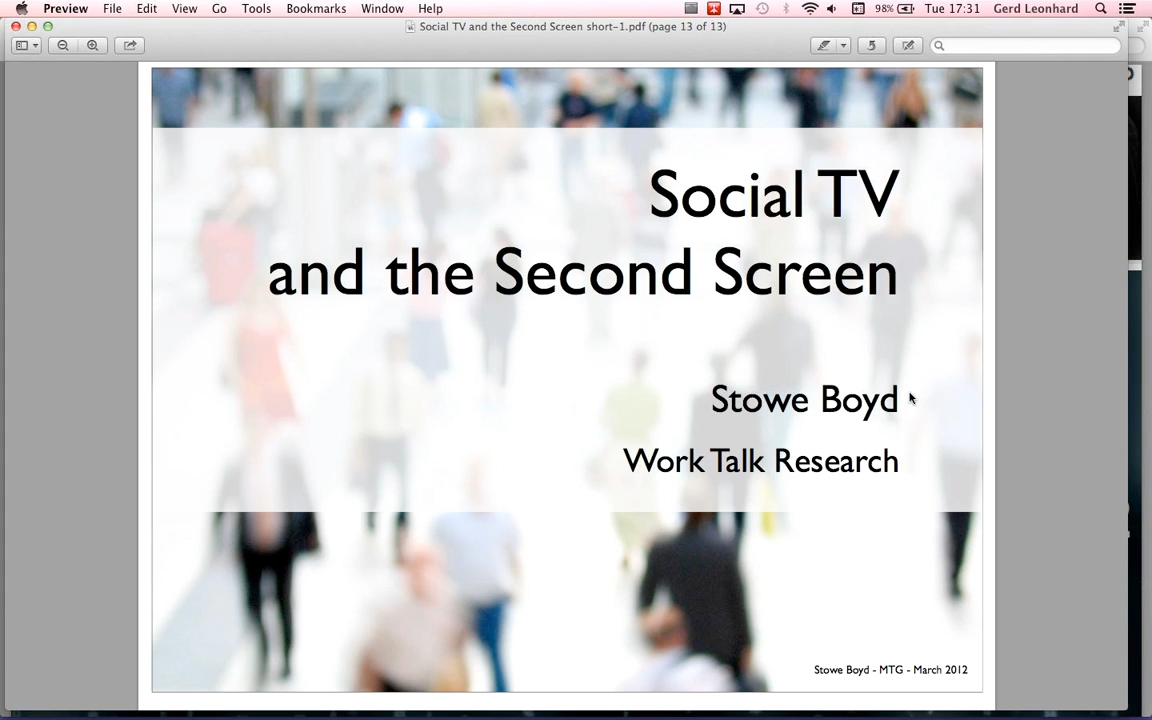 Preview File Edit View Go Tools Bookmarks Window Help 98% Tue 17:31 Gerd Leonhard
Social TV and the Second Screen short-1.pdf (page 13 of 13)
Social TV
and the Second Screen
Stowe Boyd
Work Talk Research
Stowe Boyd - MTG - March 2012